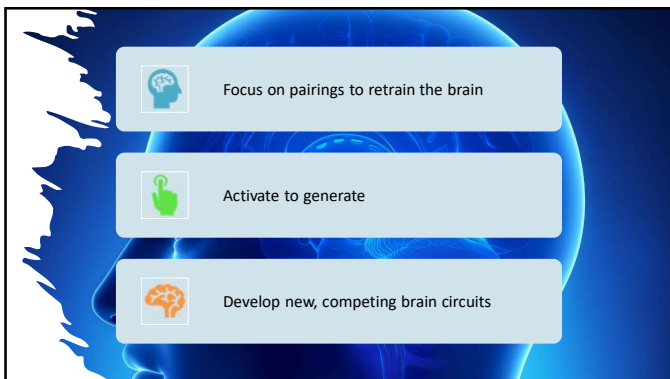 Focus on pairings to retrain the brain
Activate to generate
Develop new, competing brain circuits